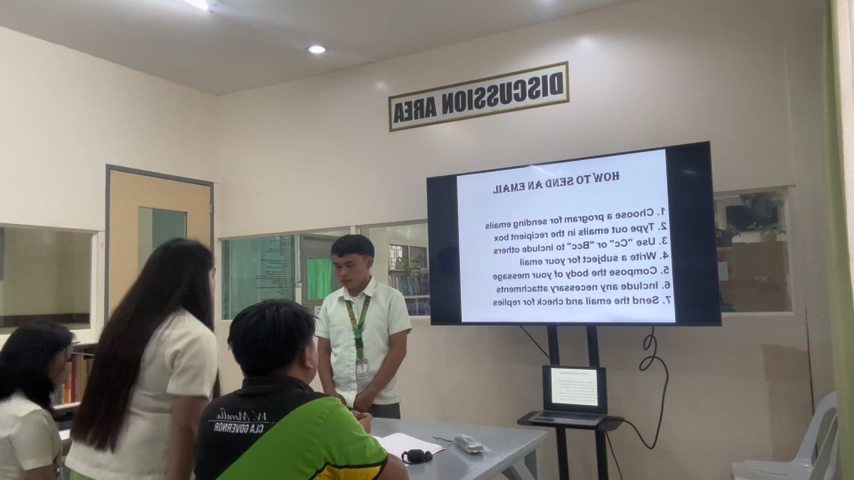 DISCUSSION AREA
HOW TO SEND AN EMAIL
1. Choose a program for sending emails
2. Type out emails in the recipient box
3. Use "Cc" or "Bcc" to include others
4. Write a subject for your email
5. Compose the body of your message
6. Include any necessary attachments
7. Send the email and check for replies
CLA GOVERNOR